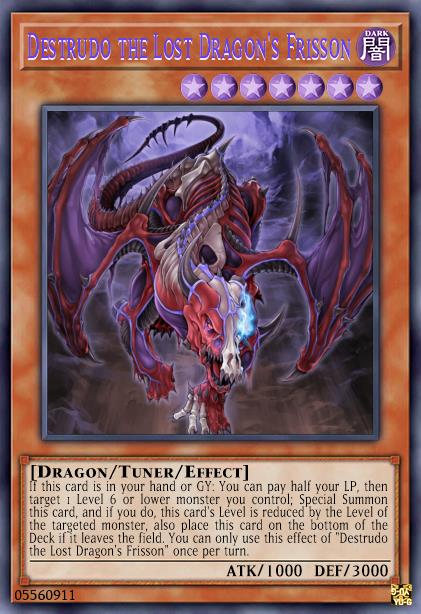 Destrudo the Lost Dragon's Frisson
DARK
闇
[Dragon/Tuner/Effect]
If this card is in your hand or GY: You can pay half your LP, then
target 1 Level 6 or lower monster you control; Special Summon
this card, and if you do, this card's Level is reduced by the Level of
the targeted monster, also place this card on the bottom of the
Deck if it leaves the field. You can only use this effect of "Destrudo
the Lost Dragon's Frisson" once per turn.
ATK/1000 DEF/3000
05560911